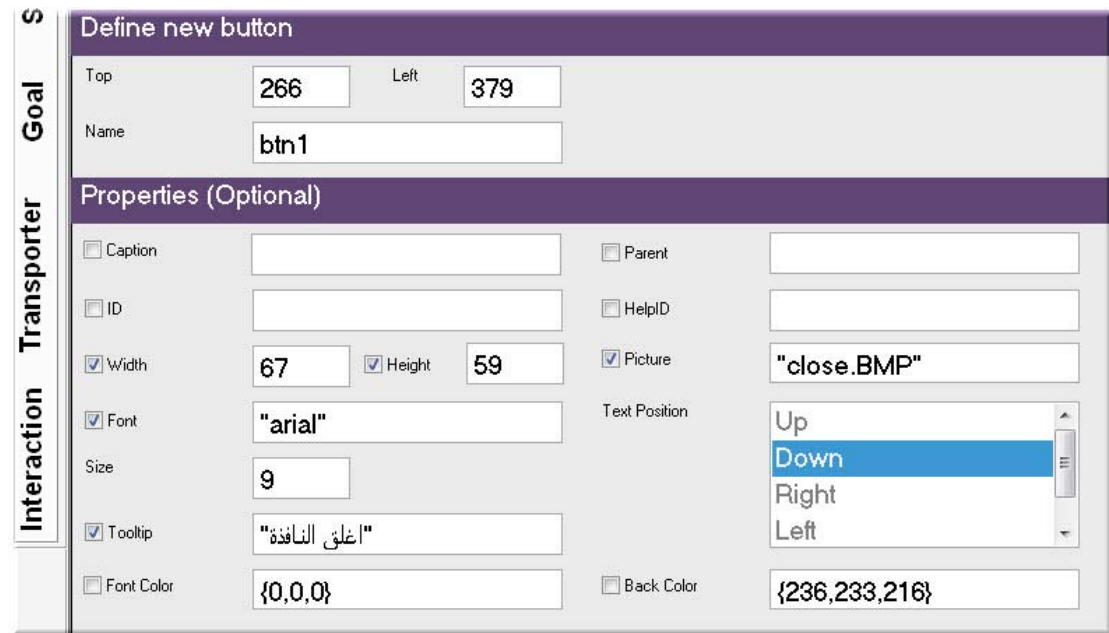 S
Goal
Transporter
Interaction
Define new button
Top 266 Left 379
Name btn1
Properties (Optional)
Caption Parent
ID HelpID
Width 67 Height 59 Picture "close.BMP"
Font "arial" Text Position
Up
Down
Right
Left
Size 9
Tooltip "اغلق النافذة"
Font Color {0,0,0} Back Color {236,233,216}